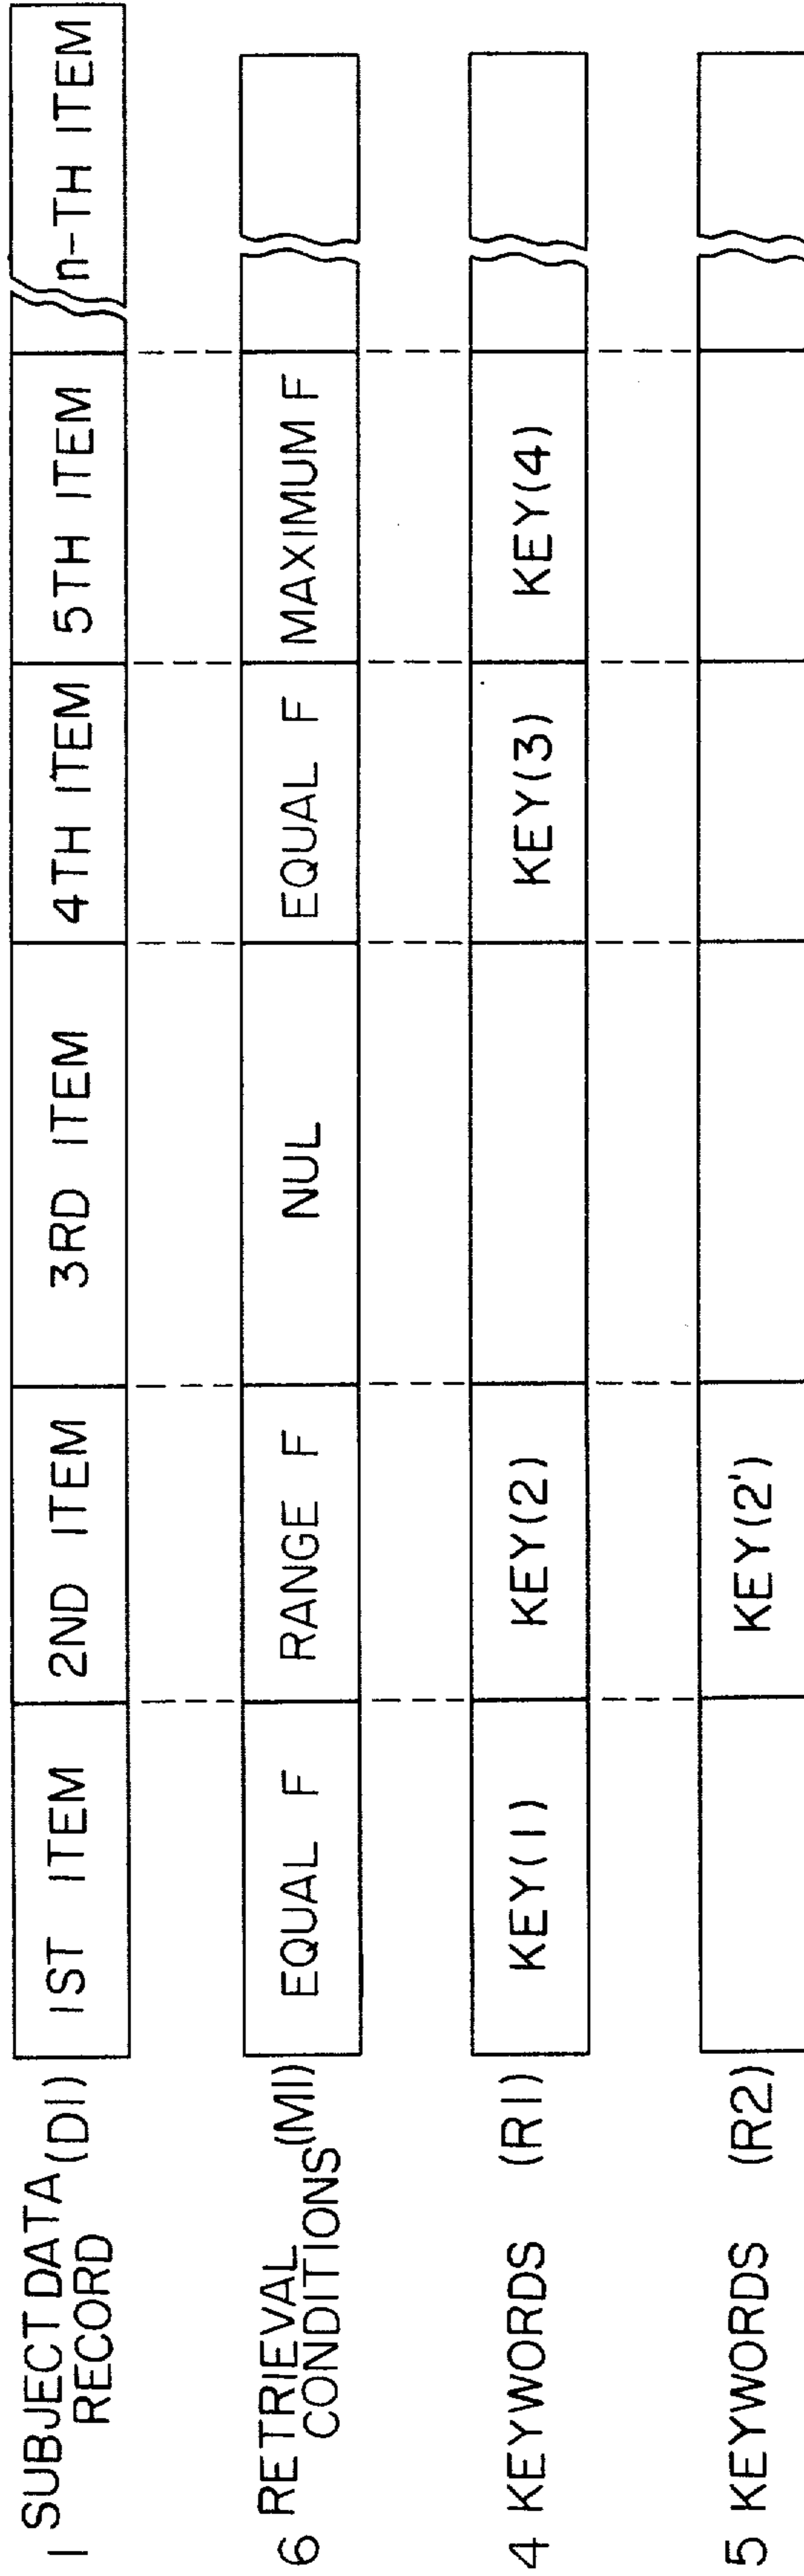 1 SUBJECT DATA RECORD (DI) 1ST ITEM 2ND ITEM 3RD ITEM 4TH ITEM 5TH ITEM n-TH ITEM
6 RETRIEVAL CONDITIONS (MI) EQUAL F RANGE F NUL EQUAL F MAXIMUM F
4 KEYWORDS (R1) KEY(1) KEY(2) KEY(3) KEY(4)
5 KEYWORDS (R2) KEY(2')